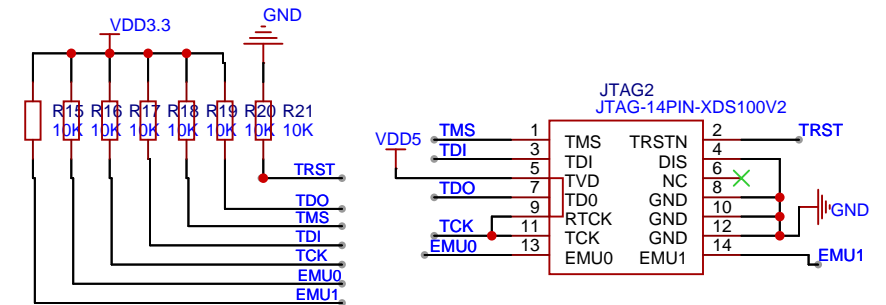 GND
VDD3.3
R15 R16 R17 R18 R19 R20 R21
10K 10K 10K 10K 10K 10K 10K
TRST
TDO
TMS
TDI
TCK
EMU0
EMU1
JTAG2
JTAG-14PIN-XDS100V2
VDD5
TMS 1 TMS TRSTN 2 TRST
TDI 3 TDI DIS 4
5 TVD NC 6
TDO 7 TD0 GND 8
9 RTCK GND 10 GND
TCK 11 TCK GND 12
EMU0 13 EMU0 EMU1 14 EMU1